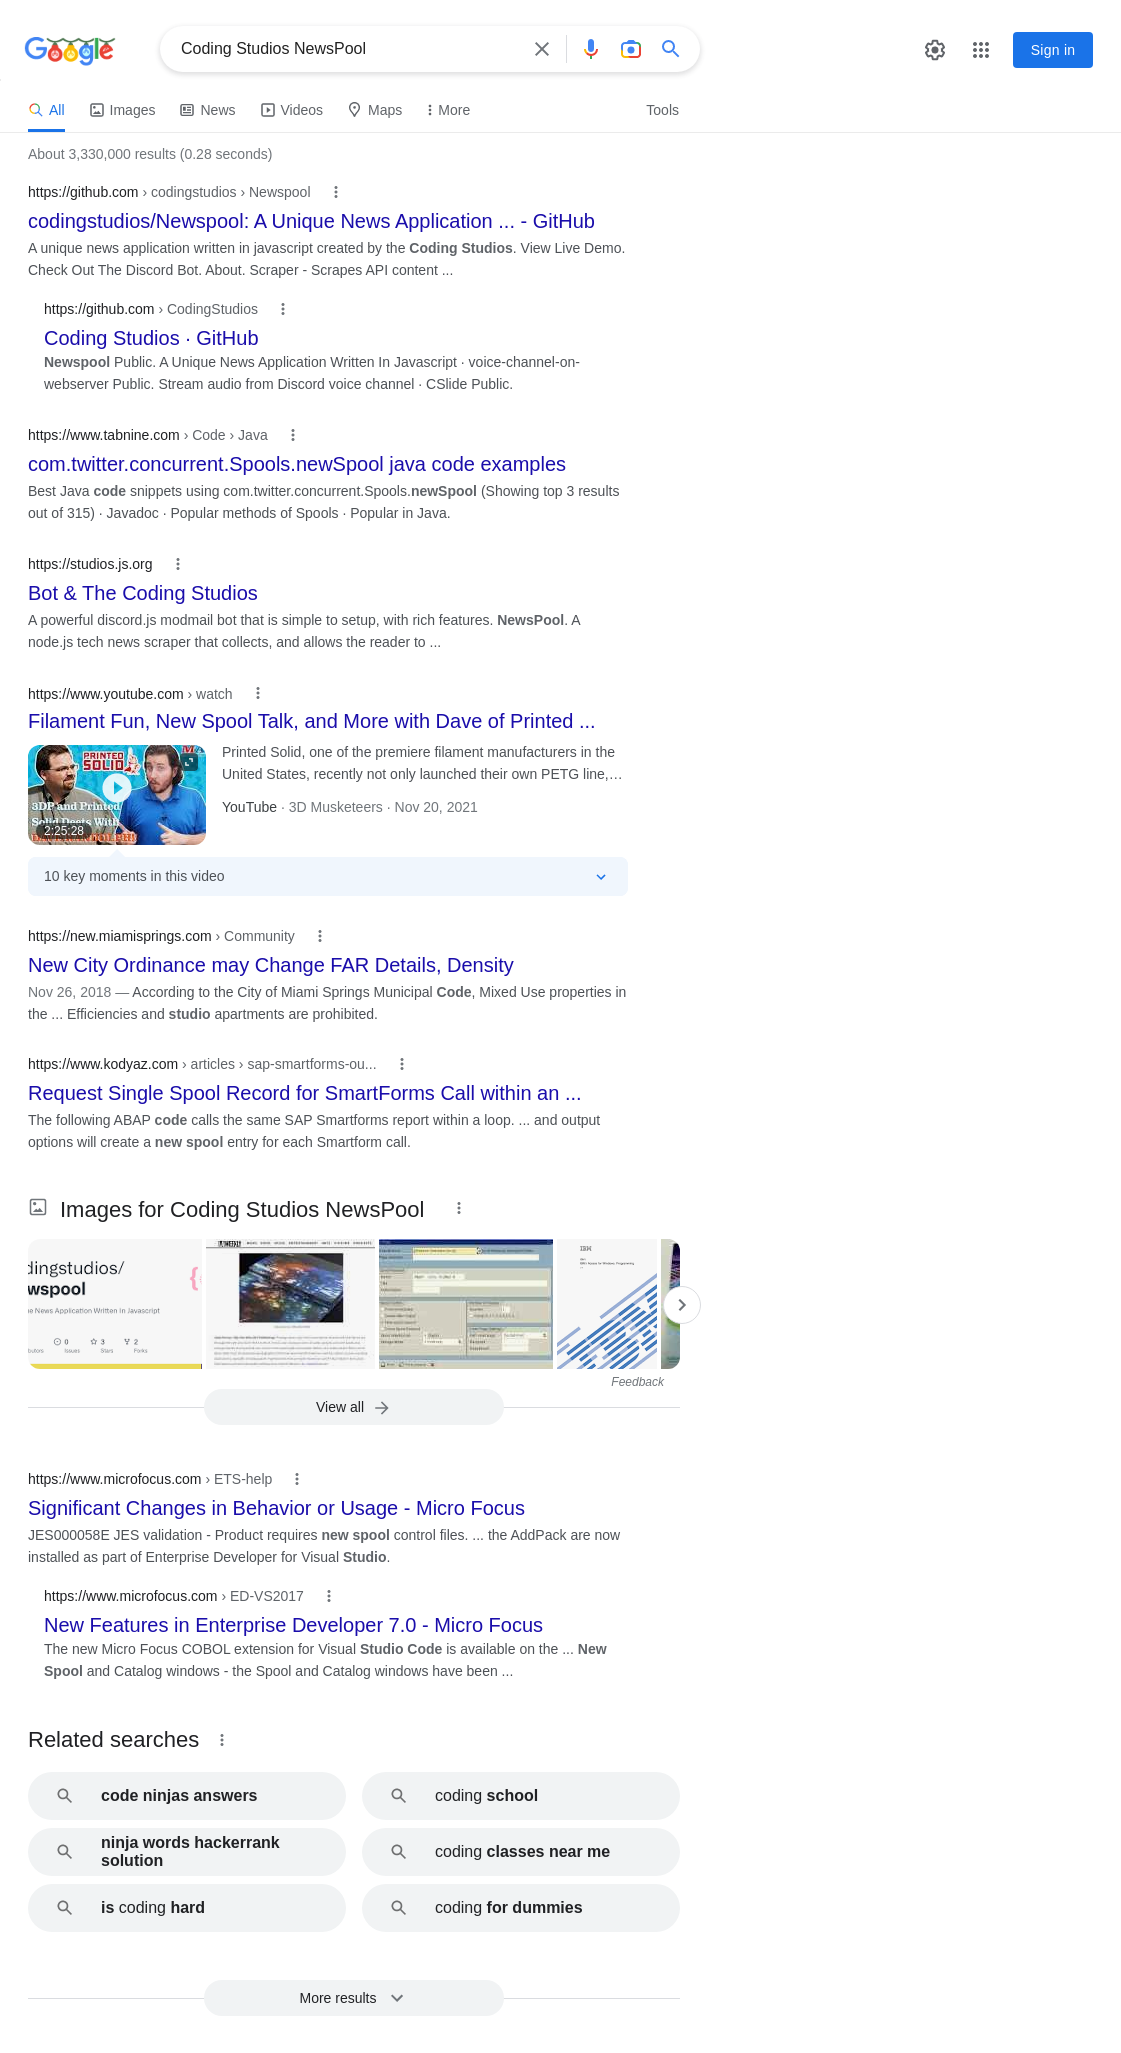 Google
Coding Studios NewsPool
Sign in
All
Images
News
Videos
Maps
More
Tools
About 3,330,000 results (0.28 seconds)
https://github.com › codingstudios › Newspool
codingstudios/Newspool: A Unique News Application ... - GitHub
A unique news application written in javascript created by the Coding Studios. View Live Demo.
Check Out The Discord Bot. About. Scraper - Scrapes API content ...
https://github.com › CodingStudios
Coding Studios · GitHub
Newspool Public. A Unique News Application Written In Javascript · voice-channel-on-
webserver Public. Stream audio from Discord voice channel · CSlide Public.
https://www.tabnine.com › Code › Java
com.twitter.concurrent.Spools.newSpool java code examples
Best Java code snippets using com.twitter.concurrent.Spools.newSpool (Showing top 3 results
out of 315) · Javadoc · Popular methods of Spools · Popular in Java.
https://studios.js.org
Bot & The Coding Studios
A powerful discord.js modmail bot that is simple to setup, with rich features. NewsPool. A
node.js tech news scraper that collects, and allows the reader to ...
https://www.youtube.com › watch
Filament Fun, New Spool Talk, and More with Dave of Printed ...
PRINTED
SOLID
3DP and Printed
Solid Deets With
2:25:28
Printed Solid, one of the premiere filament manufacturers in the
United States, recently not only launched their own PETG line,…
YouTube · 3D Musketeers · Nov 20, 2021
10 key moments in this video
https://new.miamisprings.com › Community
New City Ordinance may Change FAR Details, Density
Nov 26, 2018 — According to the City of Miami Springs Municipal Code, Mixed Use properties in
the ... Efficiencies and studio apartments are prohibited.
https://www.kodyaz.com › articles › sap-smartforms-ou...
Request Single Spool Record for SmartForms Call within an ...
The following ABAP code calls the same SAP Smartforms report within a loop. ... and output
options will create a new spool entry for each Smartform call.
Images for Coding Studios NewsPool
dingstudios/
wspool
e News Application Written In Javascript
0 3 2
butors Issues Stars Forks
IBM
Feedback
View all
https://www.microfocus.com › ETS-help
Significant Changes in Behavior or Usage - Micro Focus
JES000058E JES validation - Product requires new spool control files. ... the AddPack are now
installed as part of Enterprise Developer for Visual Studio.
https://www.microfocus.com › ED-VS2017
New Features in Enterprise Developer 7.0 - Micro Focus
The new Micro Focus COBOL extension for Visual Studio Code is available on the ... New
Spool and Catalog windows - the Spool and Catalog windows have been ...
Related searches
code ninjas answers
coding school
ninja words hackerrank
solution
coding classes near me
is coding hard
coding for dummies
More results